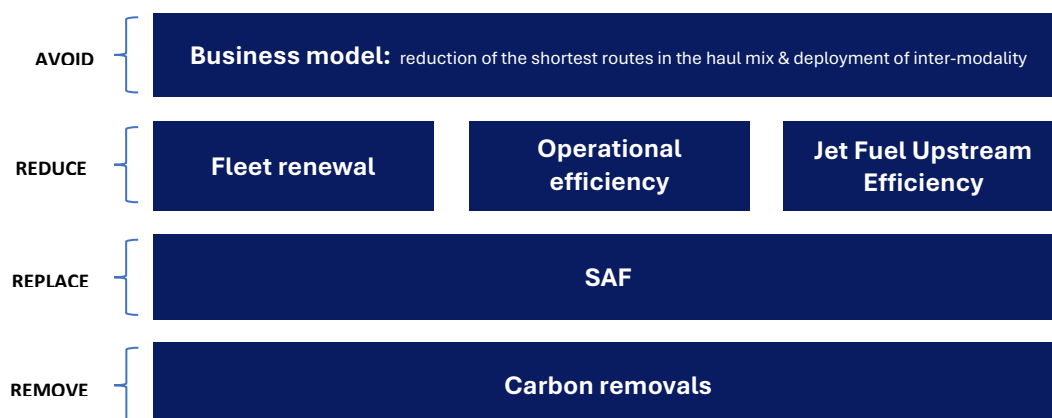 AVOID
Business model: reduction of the shortest routes in the haul mix & deployment of inter-modality
REDUCE
Fleet renewal
Operational
efficiency
Jet Fuel Upstream
Efficiency
REPLACE
SAF
REMOVE
Carbon removals